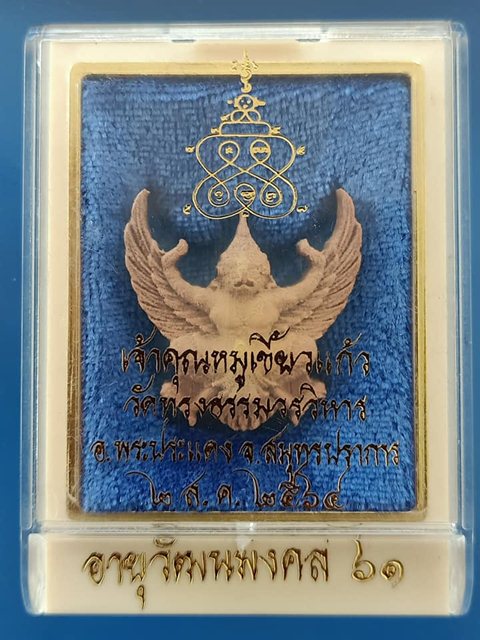 เจ้าคุณหมูเขี้ยวแก้ว
วัดทรงธรรมวรวิหาร
อ.พระประแดง จ.สมุทรปราการ
๒ ส.ค. ๒๕๖๔
อายุวัฒนมงคล ๖๑